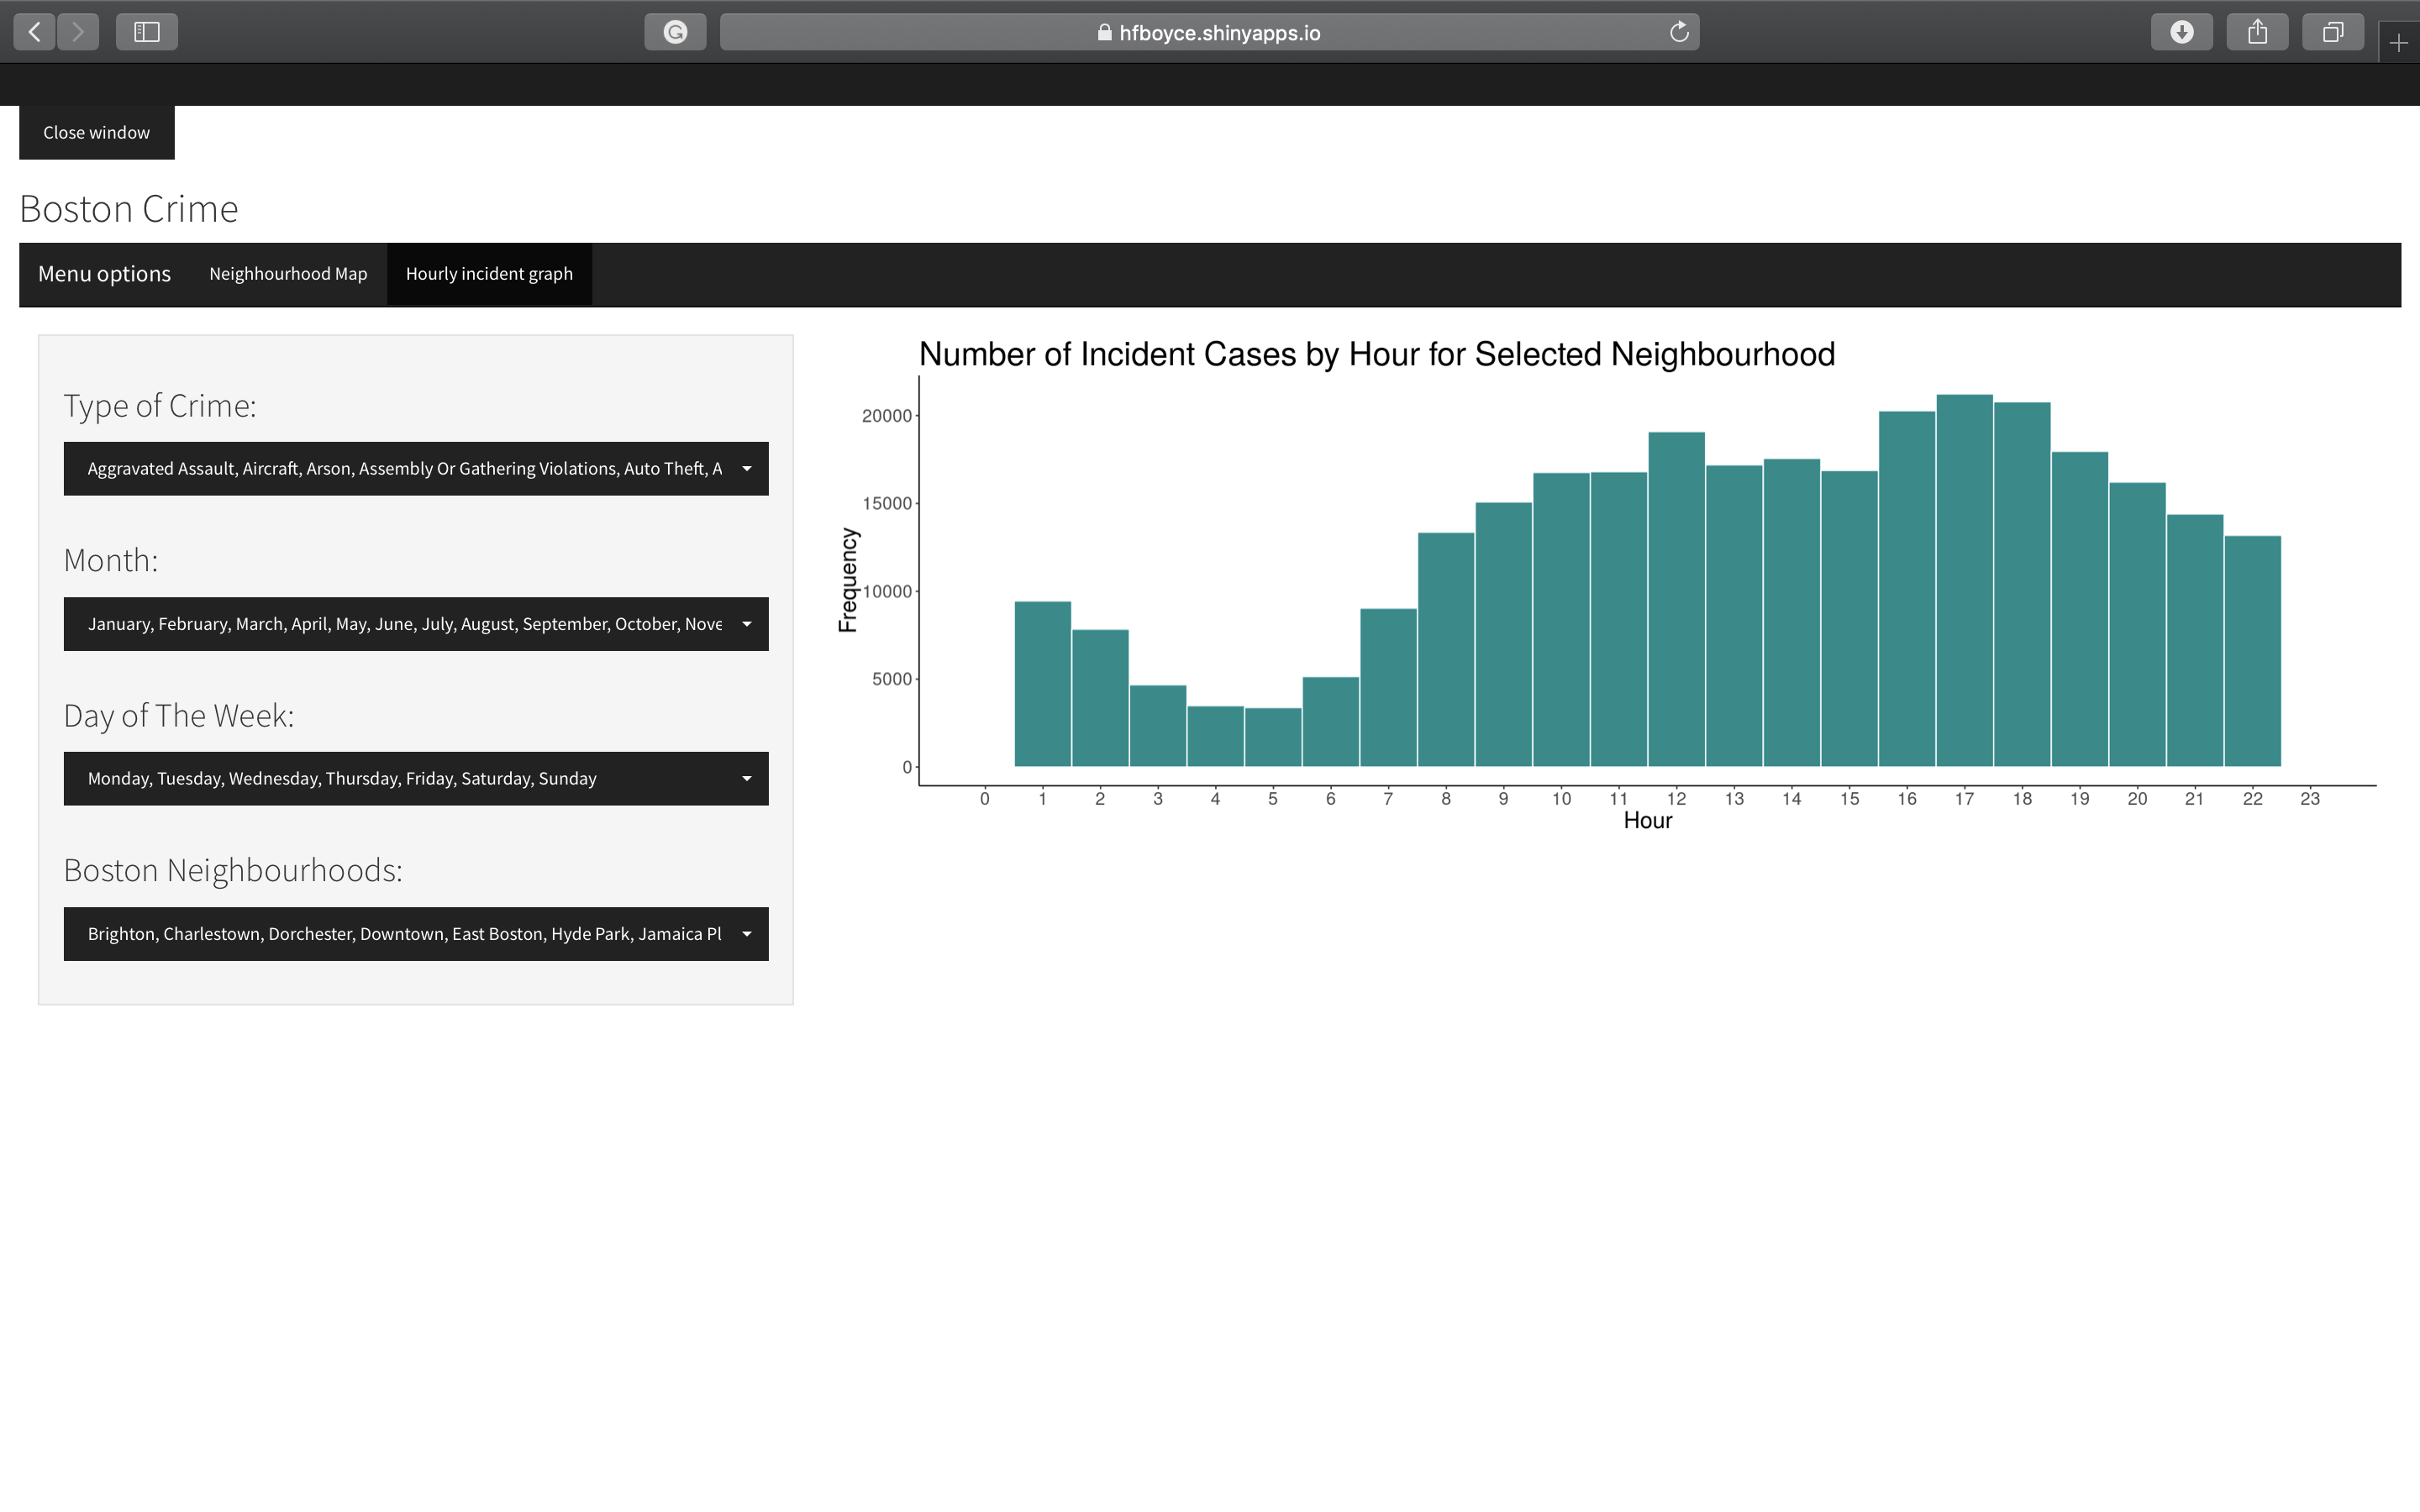 hfboyce.shinyapps.io
Close window
Boston Crime
Menu options Neighhourhood Map Hourly incident graph
Type of Crime:
Aggravated Assault, Aircraft, Arson, Assembly Or Gathering Violations, Auto Theft, A
Month:
January, February, March, April, May, June, July, August, September, October, Nove
Day of The Week:
Monday, Tuesday, Wednesday, Thursday, Friday, Saturday, Sunday
Boston Neighbourhoods:
Brighton, Charlestown, Dorchester, Downtown, East Boston, Hyde Park, Jamaica Pl
Number of Incident Cases by Hour for Selected Neighbourhood
Frequency
20000
15000
10000
5000
0
0 1 2 3 4 5 6 7 8 9 10 11 12 13 14 15 16 17 18 19 20 21 22 23
Hour